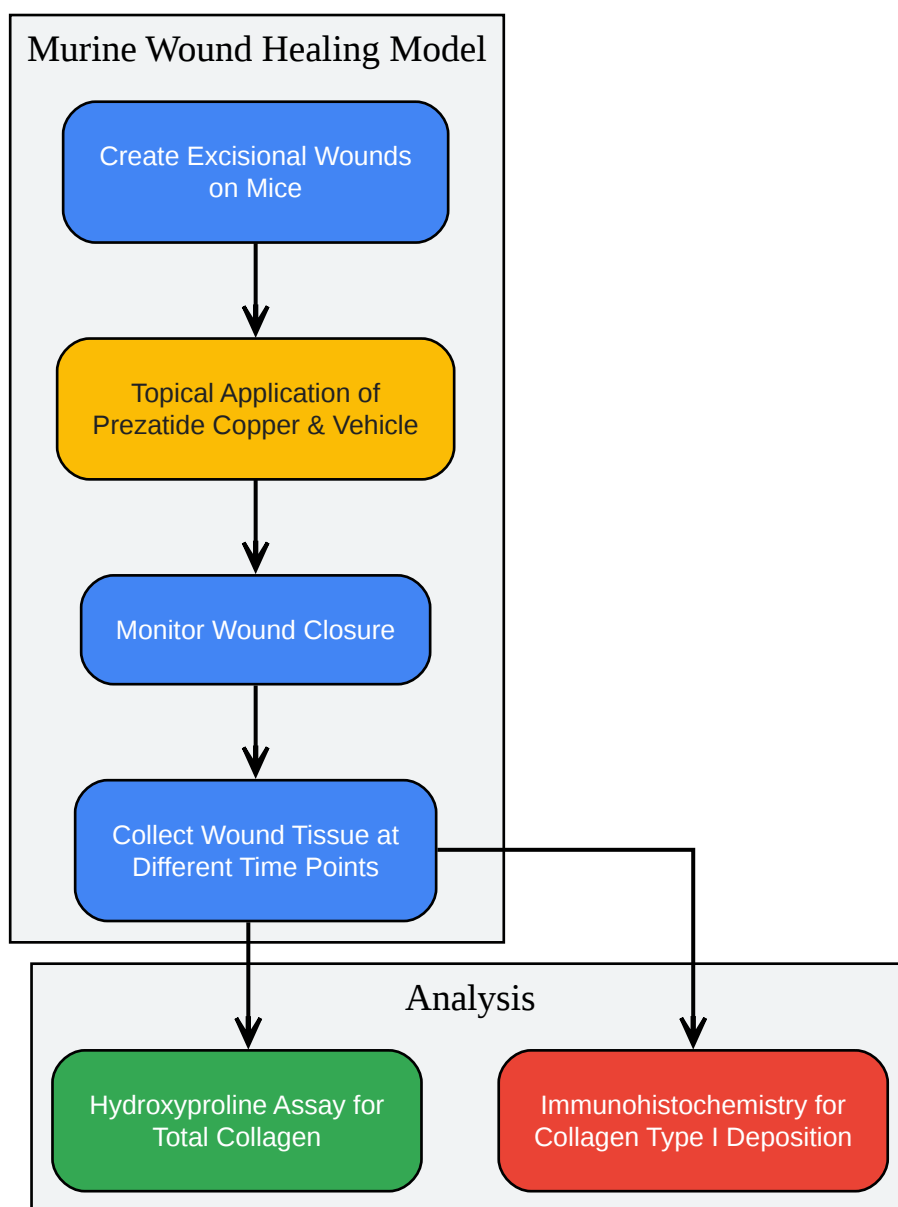 Murine Wound Healing Model
Create Excisional Wounds
on Mice
Topical Application of
Prezatide Copper & Vehicle
Monitor Wound Closure
Collect Wound Tissue at
Different Time Points
Analysis
Hydroxyproline Assay for
Total Collagen
Immunohistochemistry for
Collagen Type I Deposition